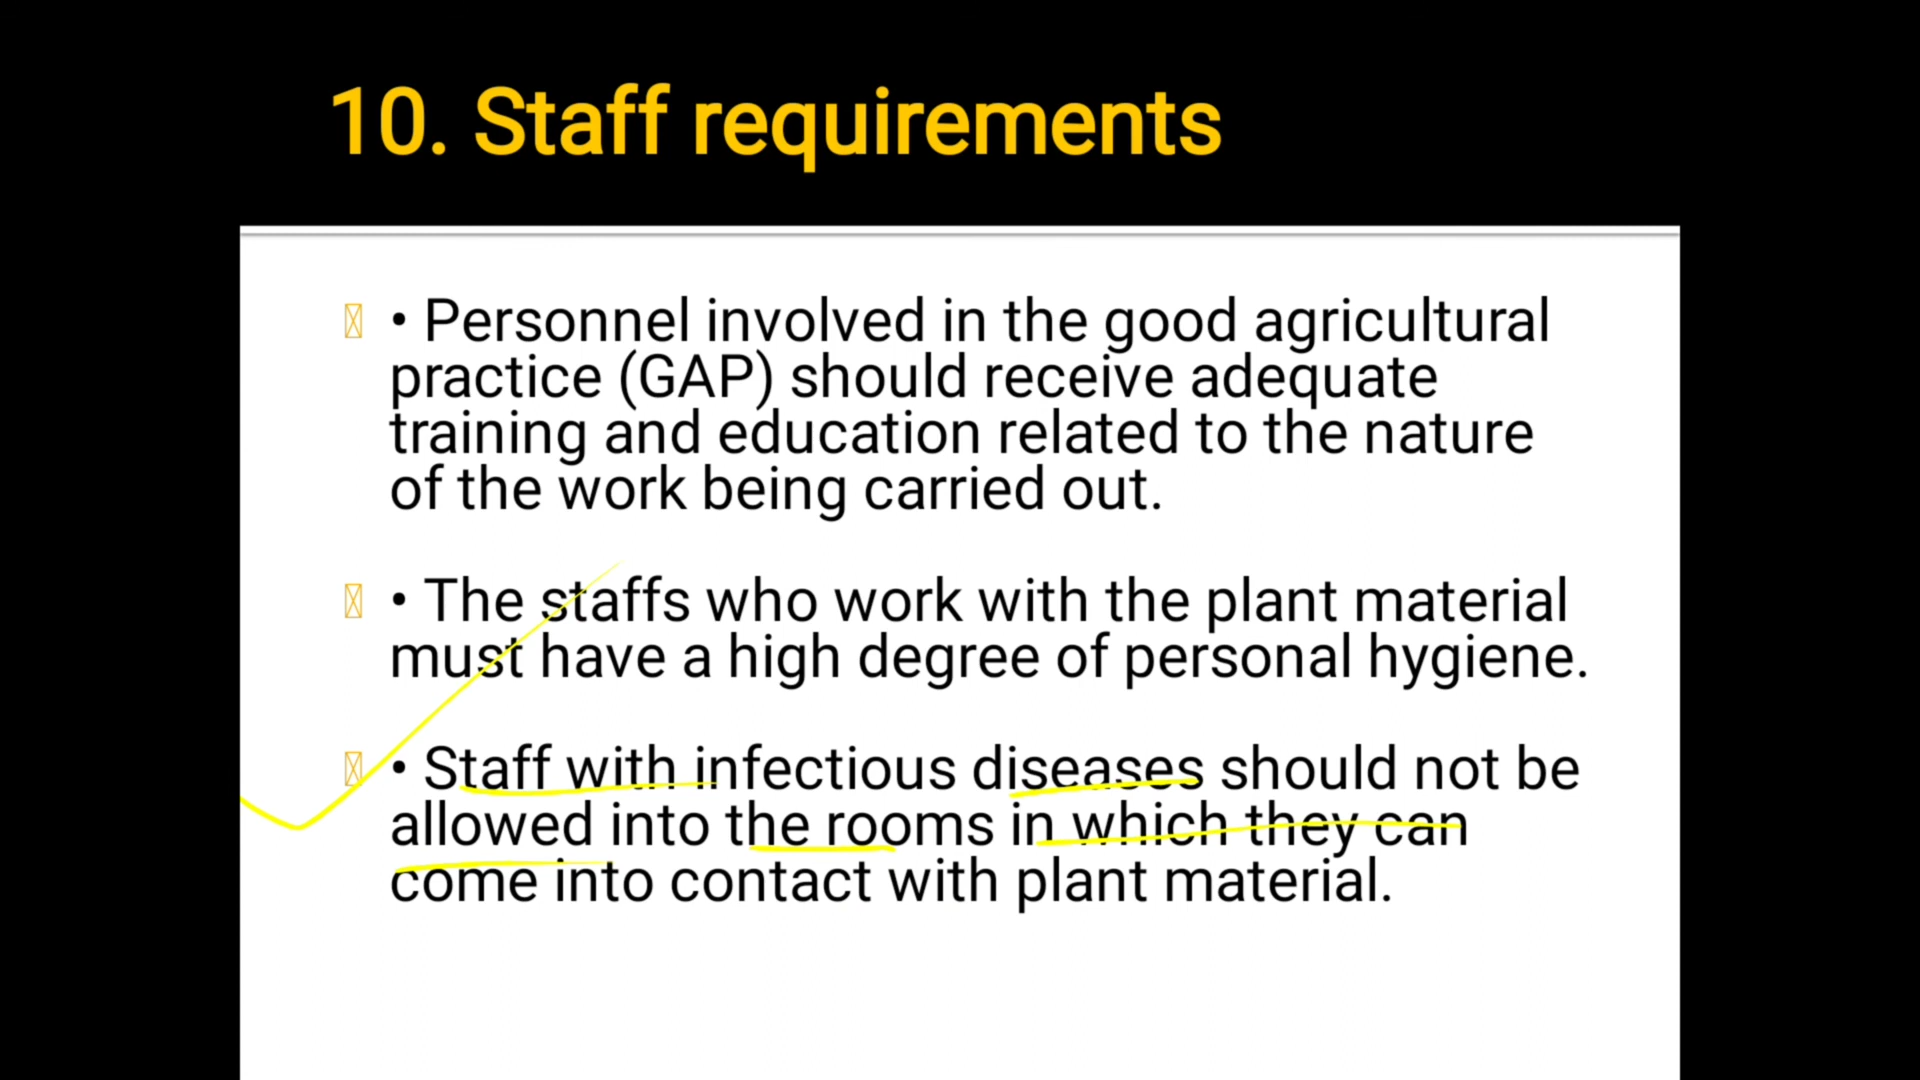 10. Staff requirements
• Personnel involved in the good agricultural
practice (GAP) should receive adequate
training and education related to the nature
of the work being carried out.
• The staffs who work with the plant material
must have a high degree of personal hygiene.
• Staff with infectious diseases should not be
allowed into the rooms in which they can
come into contact with plant material.